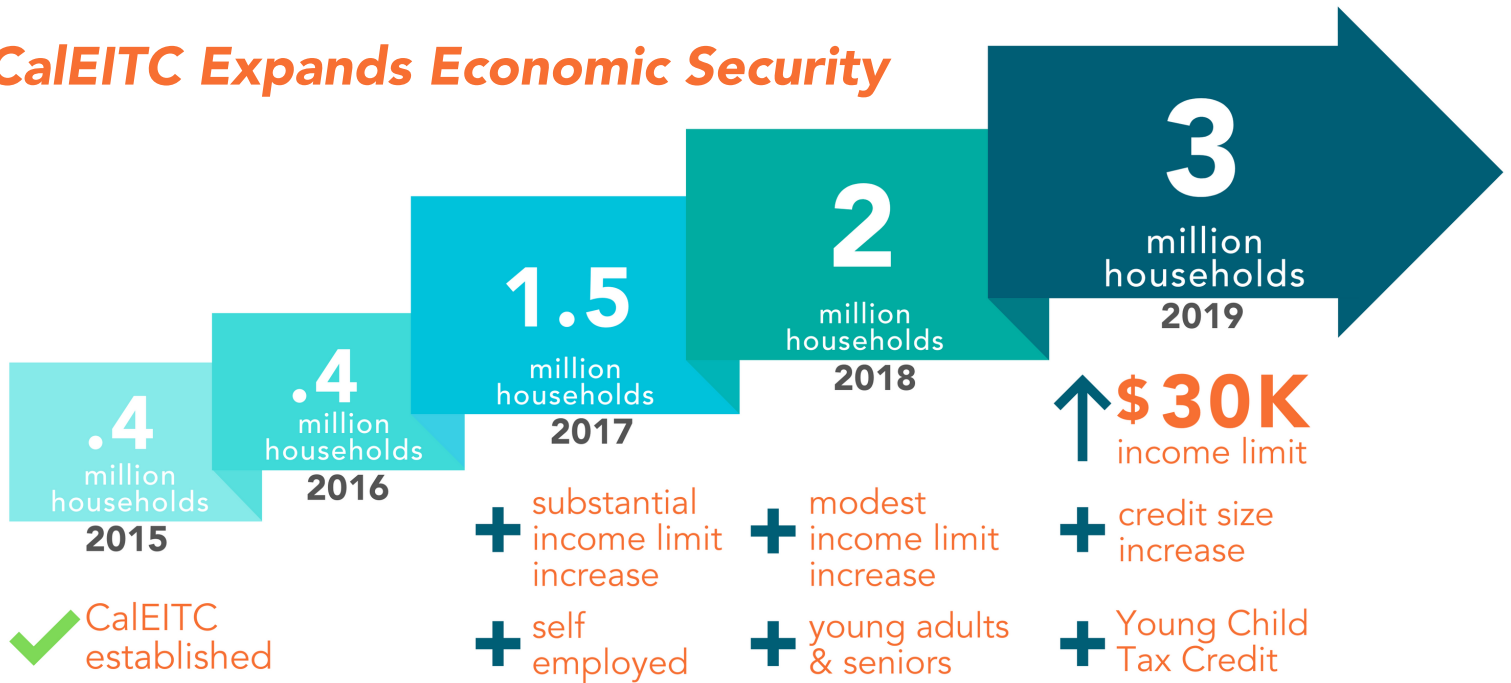 CalEITC Expands Economic Security
.4
million
households
2015
CalEITC
established
.4
million
households
2016
1.5
million
households
2017
+ substantial
income limit
increase
+ self
employed
2
million
households
2018
+ modest
income limit
increase
+ young adults
& seniors
3
million
households
2019
↑ $30K
income limit
+ credit size
increase
+ Young Child
Tax Credit